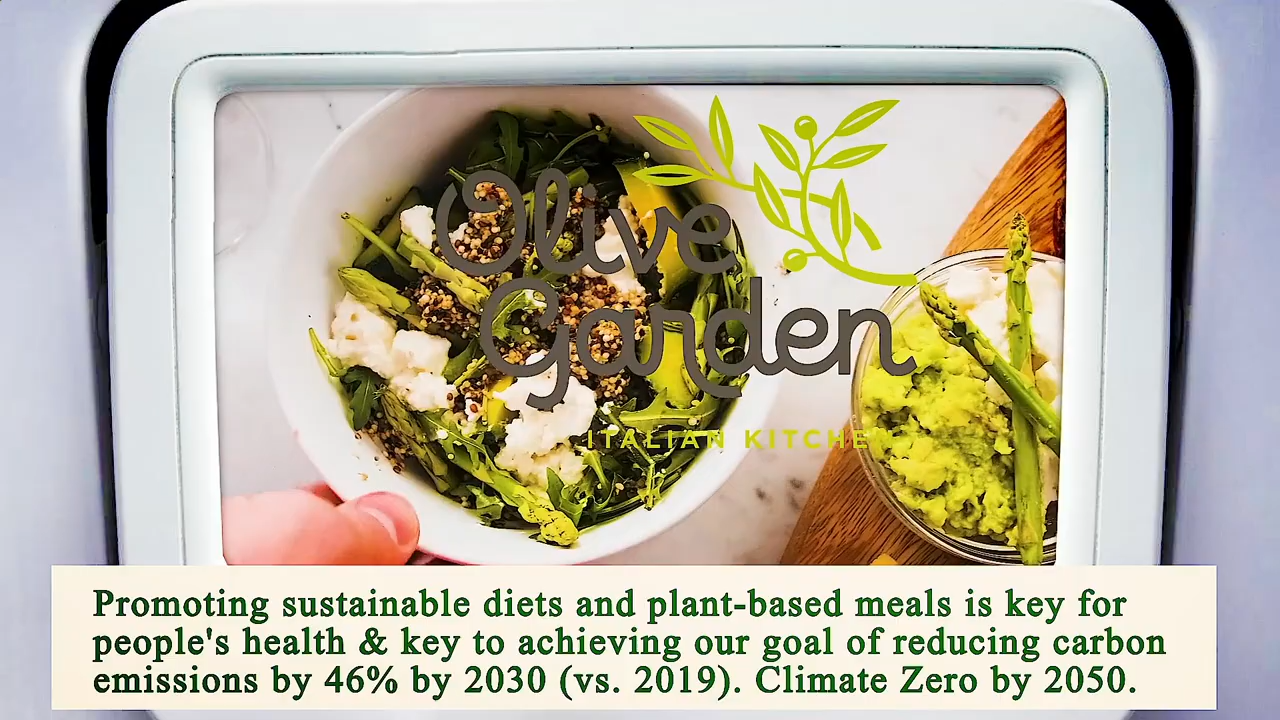 Olive
Garden
ITALIAN KITCHEN
Promoting sustainable diets and plant-based meals is key for
people's health & key to achieving our goal of reducing carbon
emissions by 46% by 2030 (vs. 2019). Climate Zero by 2050.